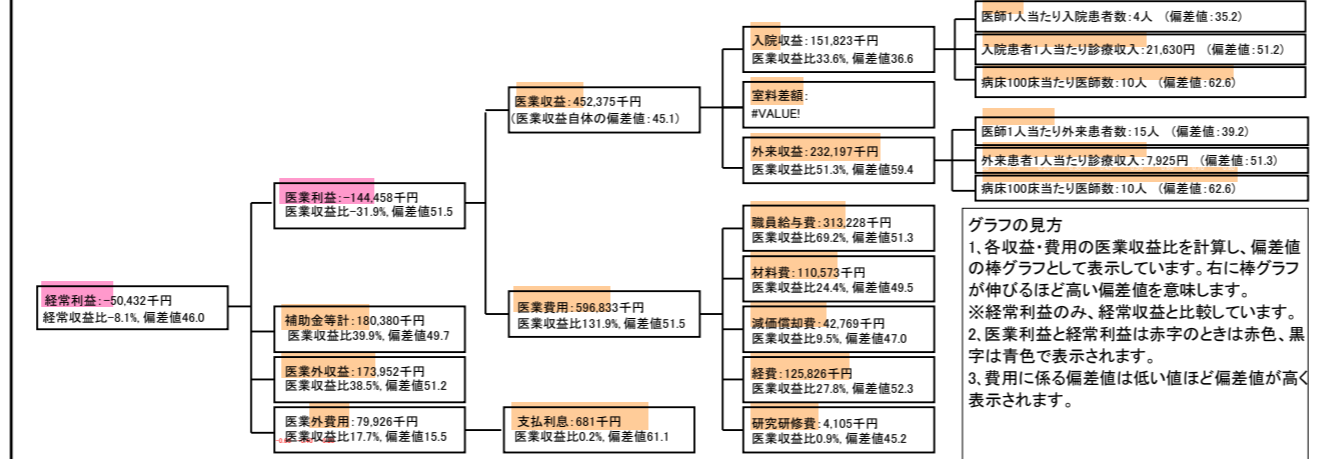 医師1人当たり入院患者数:4人 (偏差値:35.2)
入院収益:151,823千円
医業収益比33.6%, 偏差値36.6
入院患者1人当たり診療収入:21,630円 (偏差値:51.2)
病床100床当たり医師数:10人 (偏差値:62.6)
医業収益:452,375千円
(医業収益自体の偏差値:45.1)
室料差額:
#VALUE!
医師1人当たり外来患者数:15人 (偏差値:39.2)
外来収益:232,197千円
医業収益比51.3%, 偏差値59.4
外来患者1人当たり診療収入:7,925円 (偏差値:51.3)
病床100床当たり医師数:10人 (偏差値:62.6)
医業利益:-144,458千円
医業収益比-31.9%, 偏差値51.5
職員給与費:313,228千円
医業収益比69.2%, 偏差値51.3
材料費:110,573千円
医業収益比24.4%, 偏差値49.5
経常利益:-50,432千円
経常収益比-8.1%, 偏差値46.0
医業費用:596,833千円
医業収益比131.9%, 偏差値51.5
補助金等計:180,380千円
医業収益比39.9%, 偏差値49.7
減価償却費:42,769千円
医業収益比9.5%, 偏差値47.0
医業外収益:173,952千円
医業収益比38.5%, 偏差値51.2
経費:125,826千円
医業収益比27.8%, 偏差値52.3
医業外費用:79,926千円
医業収益比17.7%, 偏差値15.5
支払利息:681千円
医業収益比0.2%, 偏差値61.1
研究研修費:4,105千円
医業収益比0.9%, 偏差値45.2
グラフの見方
1、各収益・費用の医業収益比を計算し、偏差値
の棒グラフとして表示しています。右に棒グラフ
が伸びるほど高い偏差値を意味します。
※経常利益のみ、経常収益と比較しています。
2、医業利益と経常利益は赤字のときは赤色、黒
字は青色で表示されます。
3、費用に係る偏差値は低い値ほど偏差値が高く
表示されます。